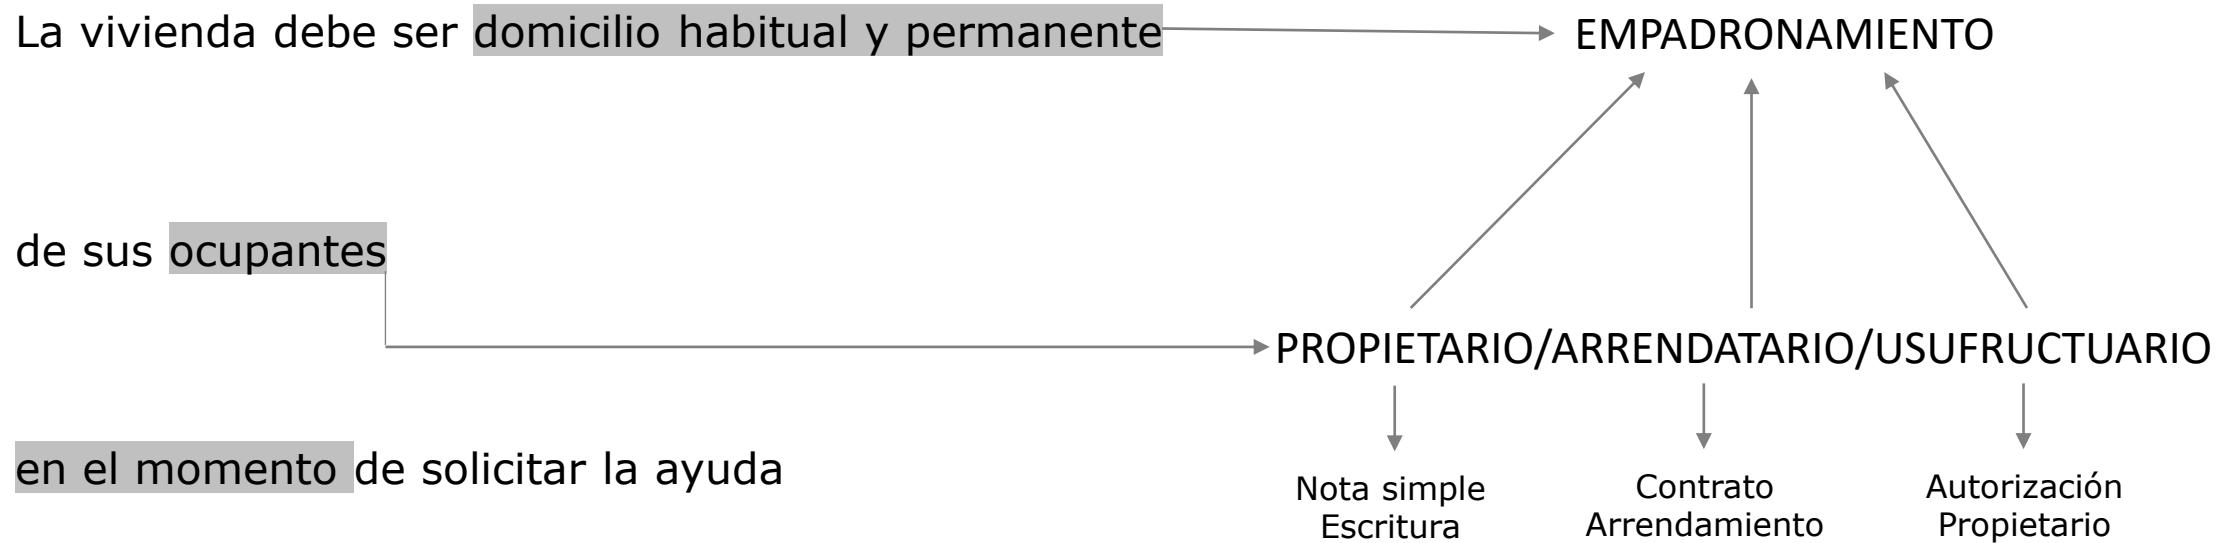 La vivienda debe ser domicilio habitual y permanente
EMPADRONAMIENTO
de sus ocupantes
PROPIETARIO/ARRENDATARIO/USUFRUCTUARIO
en el momento de solicitar la ayuda
Nota simple
Escritura
Contrato
Arrendamiento
Autorización
Propietario